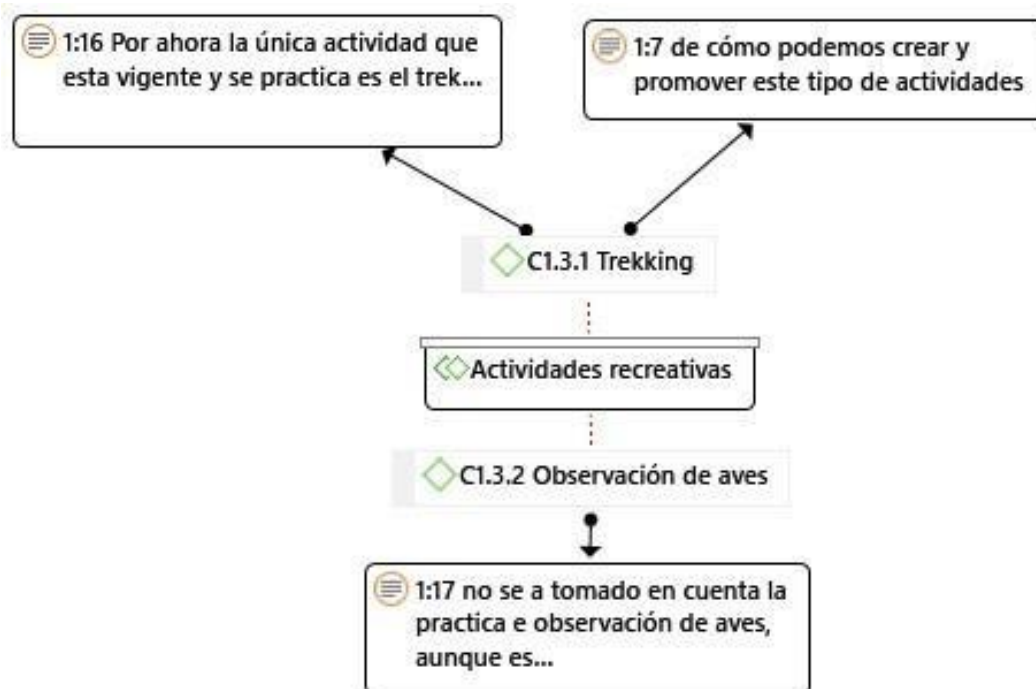 1:16 Por ahora la única actividad que
esta vigente y se practica es el trek...
1:7 de cómo podemos crear y
promover este tipo de actividades
C1.3.1 Trekking
Actividades recreativas
C1.3.2 Observación de aves
1:17 no se a tomado en cuenta la
practica e observación de aves,
aunque es...